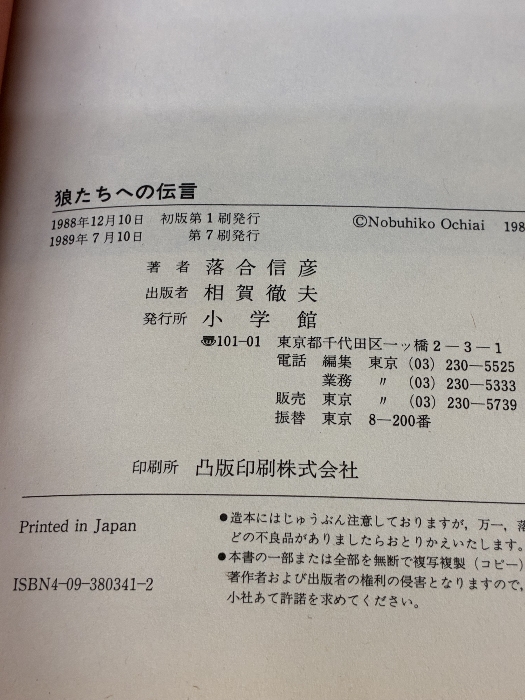 狼たちへの伝言
1988年12月10日 初版第1刷発行
1989年7月10日 第7刷発行
©Nobuhiko Ochiai 198
著者 落合信彦
出版者 相賀徹夫
発行所 小学館
〠101-01 東京都千代田区一ッ橋2-3-1
電話 編集 東京(03)230-5525
業務 〃 (03)230-5333
販売 東京 〃 (03)230-5739
振替 東京 8-200番
印刷所 凸版印刷株式会社
Printed in Japan
ISBN4-09-380341-2
●造本にはじゅうぶん注意しておりますが，万一，落
どの不良品がありましたらおとりかえいたします。
●本書の一部または全部を無断で複写複製（コピー）
著作者および出版者の権利の侵害となりますので，
小社あて許諾を求めてください。